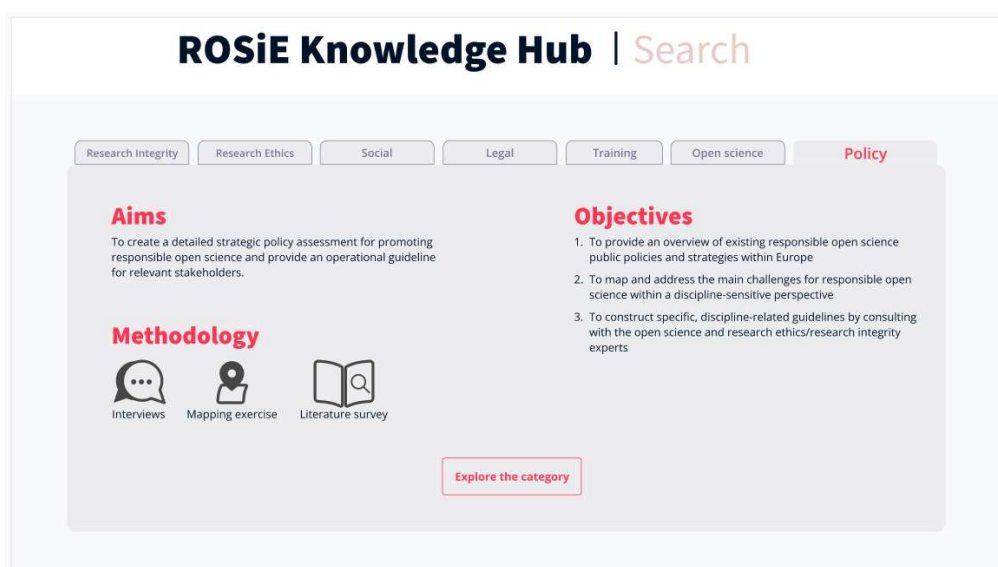 ROSiE Knowledge Hub | Search
Research Integrity
Research Ethics
Social
Legal
Training
Open science
Policy
Aims
To create a detailed strategic policy assessment for promoting
responsible open science and provide an operational guideline
for relevant stakeholders.
Methodology
Interviews
Mapping exercise
Literature survey
Objectives
1. To provide an overview of existing responsible open science
public policies and strategies within Europe
2. To map and address the main challenges for responsible open
science within a discipline-sensitive perspective
3. To construct specific, discipline-related guidelines by consulting
with the open science and research ethics/research integrity
experts
Explore the category